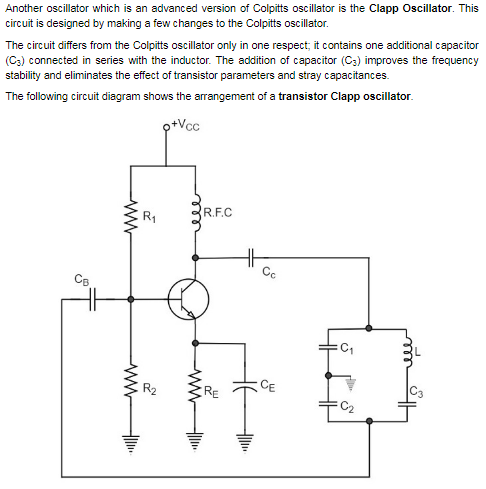 Another oscillator which is an advanced version of Colpitts oscillator is the Clapp Oscillator. This
circuit is designed by making a few changes to the Colpitts oscillator.
The circuit differs from the Colpitts oscillator only in one respect; it contains one additional capacitor
(C3) connected in series with the inductor. The addition of capacitor (C3) improves the frequency
stability and eliminates the effect of transistor parameters and stray capacitances.
The following circuit diagram shows the arrangement of a transistor Clapp oscillator.
+VCC
R1
R.F.C
CC
CB
C1
L
R2
RE
CE
C3
C2